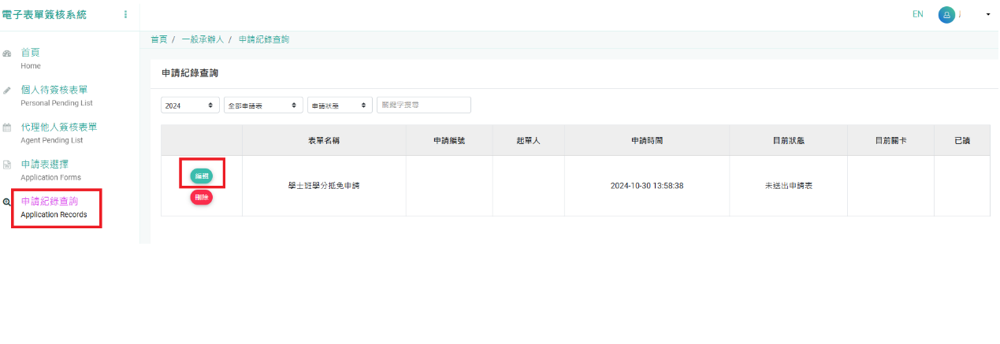 電子表單簽核系統
EN
首頁
Home
個人待簽核表單
Personal Pending List
代理他人簽核表單
Agent Pending List
申請表選擇
Application Forms
申請紀錄查詢
Application Records
首頁 / 一般承辦人 / 申請紀錄查詢
申請紀錄查詢
2024 全部申請表 申請狀態 關鍵字搜尋
表單名稱 申請編號 起單人 申請時間 目前狀態 目前關卡 已讀
編輯
學士班學分抵免申請 2024-10-30 13:58:38 未送出申請表
刪除